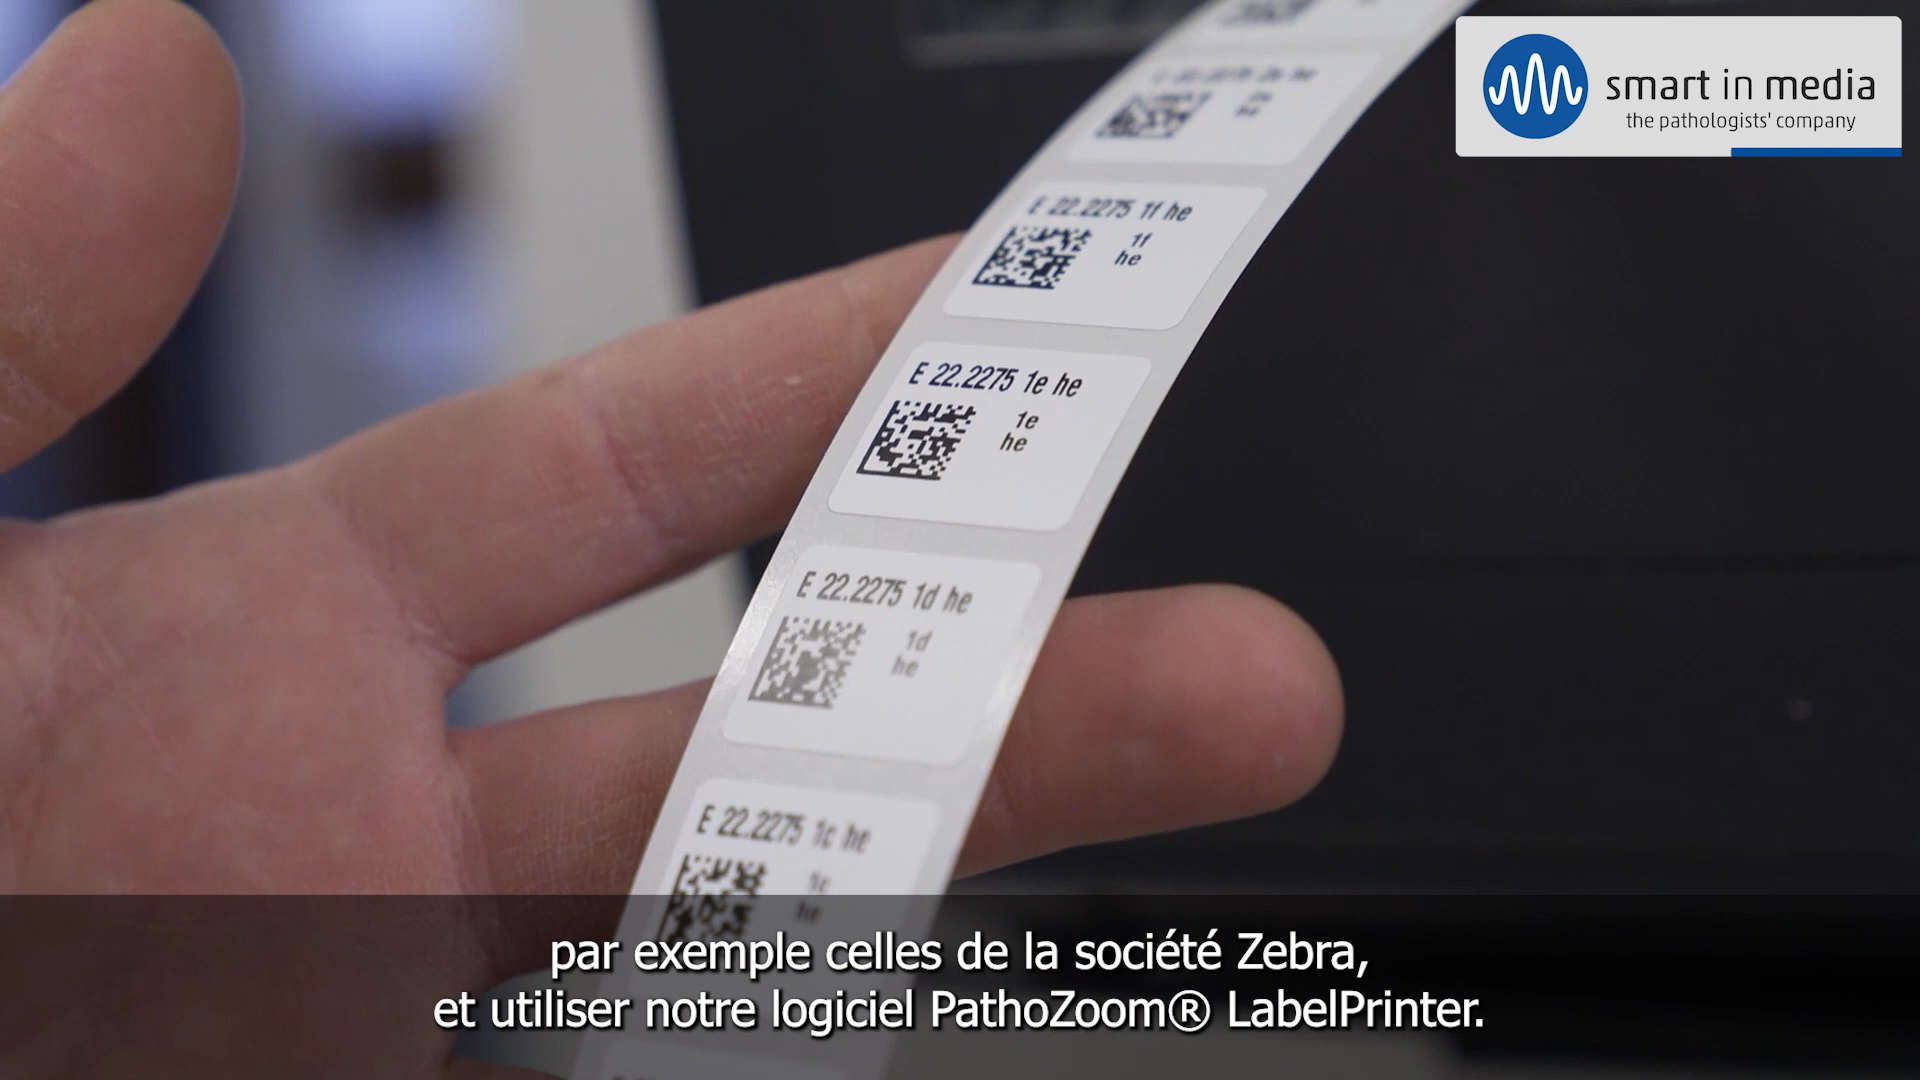 smart in media
the pathologists' company
E 22.2275 1f he
1f
he
E 22.2275 1e he
1e
he
E 22.2275 1d he
1d
he
E 22.2275 1c he
1c
he
par exemple celles de la société Zebra,
et utiliser notre logiciel PathoZoom® LabelPrinter.